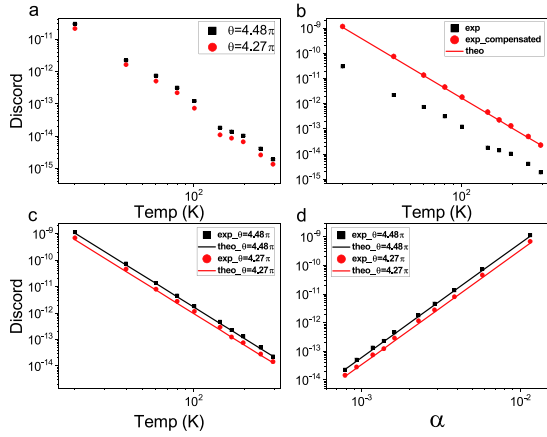 a
θ=4.48π
θ=4.27π
Discord
10⁻¹¹
10⁻¹²
10⁻¹³
10⁻¹⁴
10⁻¹⁵
10²
Temp (K)
b
exp
exp_compensated
theo
10⁻⁹
10⁻¹⁰
10⁻¹¹
10⁻¹²
10⁻¹³
10⁻¹⁴
10⁻¹⁵
10²
Temp (K)
c
exp_θ=4.48π
theo_θ=4.48π
exp_θ=4.27π
theo_θ=4.27π
Discord
10⁻⁹
10⁻¹⁰
10⁻¹¹
10⁻¹²
10⁻¹³
10⁻¹⁴
10²
Temp (K)
d
exp_θ=4.48π
theo_θ=4.48π
exp_θ=4.27π
theo_θ=4.27π
10⁻⁹
10⁻¹⁰
10⁻¹¹
10⁻¹²
10⁻¹³
10⁻¹⁴
10⁻³
10⁻²
α